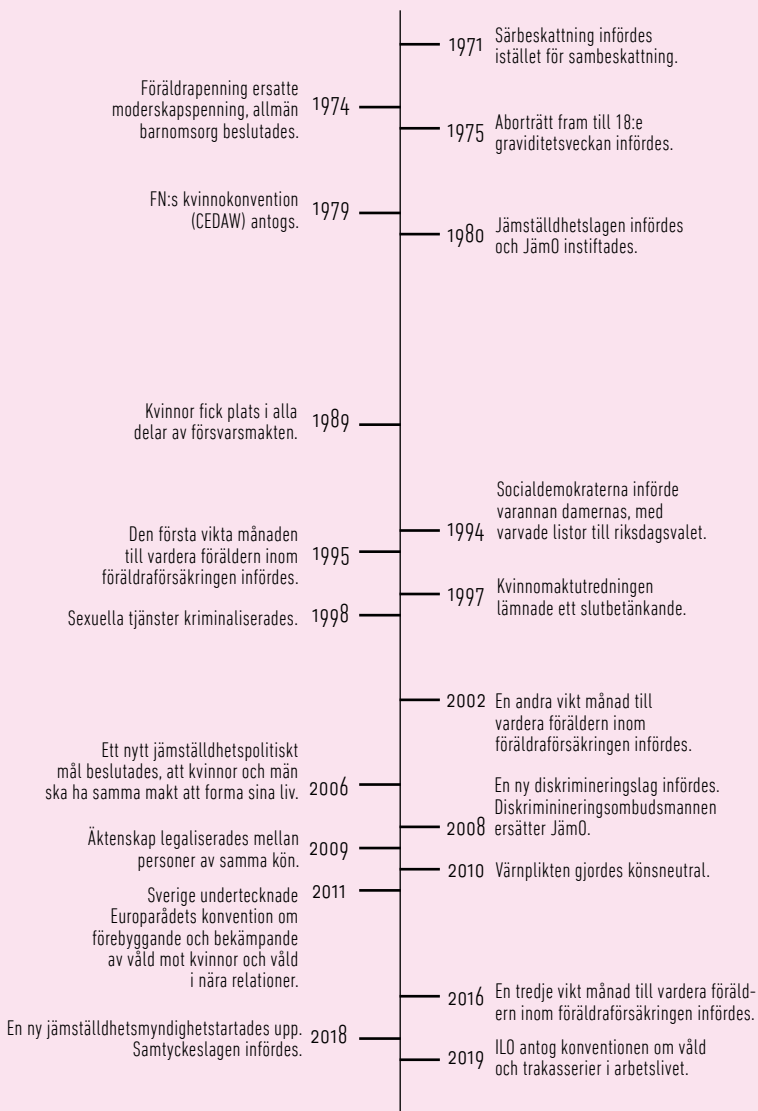 1971
Särbeskattning infördes
istället för sambeskattning.
Föräldrapenning ersatte
moderskapspenning, allmän
barnomsorg beslutades.
1974
1975
Aborträtt fram till 18:e
graviditetsveckan infördes.
FN:s kvinnokonvention
(CEDAW) antogs.
1979
1980
Jämställdhetslagen infördes
och JämO instiftades.
Kvinnor fick plats i alla
delar av försvarsmakten.
1989
Socialdemokraterna införde
varannan damernas, med
varvade listor till riksdagsvalet.
1994
Den första vikta månaden
till vardera föräldern inom
föräldraförsäkringen infördes.
1995
1997
Kvinnomaktutredningen
lämnade ett slutbetänkande.
Sexuella tjänster kriminaliserades.
1998
2002
En andra vikt månad till
vardera föräldern inom
föräldraförsäkringen infördes.
Ett nytt jämställdhetspolitiskt
mål beslutades, att kvinnor och män
ska ha samma makt att forma sina liv.
2006
En ny diskrimineringslag infördes.
Diskriminineringsombudsmannen
ersätter JämO.
2008
Äktenskap legaliserades mellan
personer av samma kön.
2009
2010
Värnplikten gjordes könsneutral.
Sverige undertecknade
Europarådets konvention om
förebyggande och bekämpande
av våld mot kvinnor och våld
i nära relationer.
2011
2016
En tredje vikt månad till vardera föräld-
ern inom föräldraförsäkringen infördes.
En ny jämställdhetsmyndighetstartades upp.
Samtyckeslagen infördes.
2018
2019
ILO antog konventionen om våld
och trakasserier i arbetslivet.